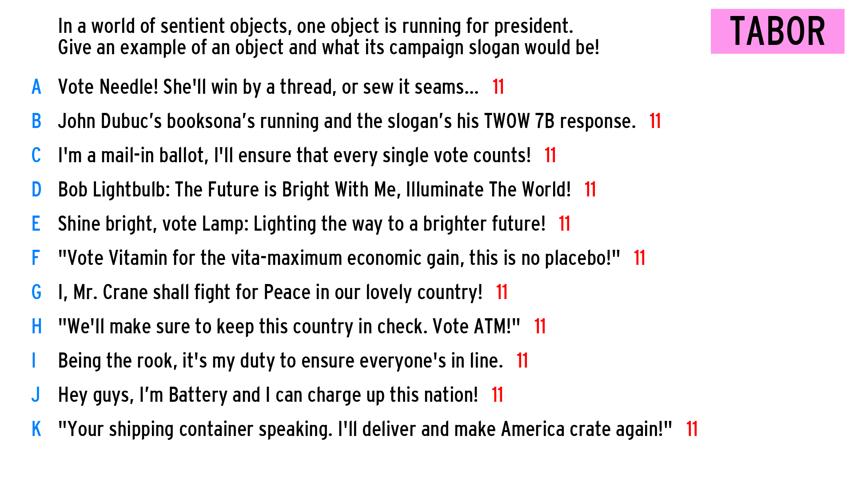 In a world of sentient objects, one object is running for president.
Give an example of an object and what its campaign slogan would be!
TABOR
A Vote Needle! She'll win by a thread, or sew it seams... 11
B John Dubuc’s booksona’s running and the slogan’s his TWOW 7B response. 11
C I'm a mail-in ballot, I'll ensure that every single vote counts! 11
D Bob Lightbulb: The Future is Bright With Me, Illuminate The World! 11
E Shine bright, vote Lamp: Lighting the way to a brighter future! 11
F "Vote Vitamin for the vita-maximum economic gain, this is no placebo!" 11
G I, Mr. Crane shall fight for Peace in our lovely country! 11
H "We'll make sure to keep this country in check. Vote ATM!" 11
I Being the rook, it's my duty to ensure everyone's in line. 11
J Hey guys, I’m Battery and I can charge up this nation! 11
K "Your shipping container speaking. I'll deliver and make America crate again!" 11